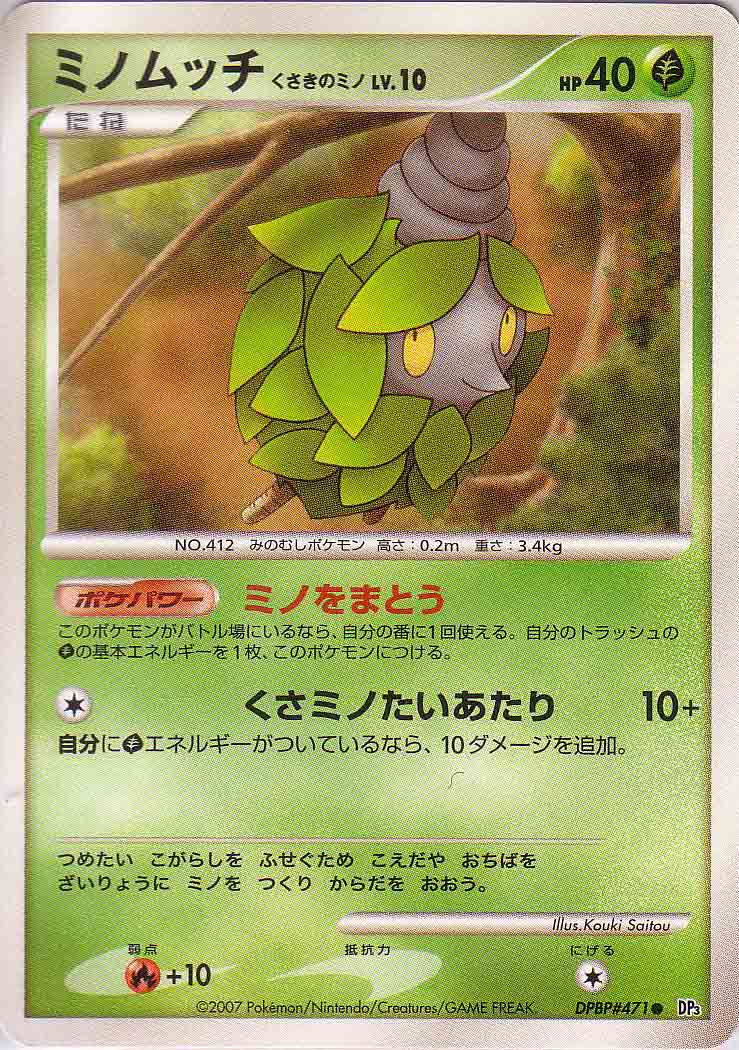 ミノムッチ くさきのミノ LV.10 HP 40
たね
NO.412 みのむしポケモン 高さ:0.2m 重さ:3.4kg
ポケパワー ミノをまとう
このポケモンがバトル場にいるなら、自分の番に1回使える。自分のトラッシュの
の基本エネルギーを1枚、このポケモンにつける。
くさミノたいあたり 10+
自分にエネルギーがついているなら、10ダメージを追加。
つめたい こがらしを ふせぐため こえだや おちばを
ざいりょうに ミノを つくり からだを おおう。
Illus.Kouki Saitou
弱点 抵抗力 にげる
+10
©2007 Pokémon/Nintendo/Creatures/GAME FREAK. DPBP#471 DP3